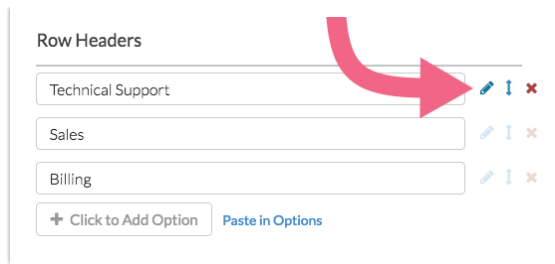 Row Headers
Technical Support
Sales
Billing
+ Click to Add Option Paste in Options